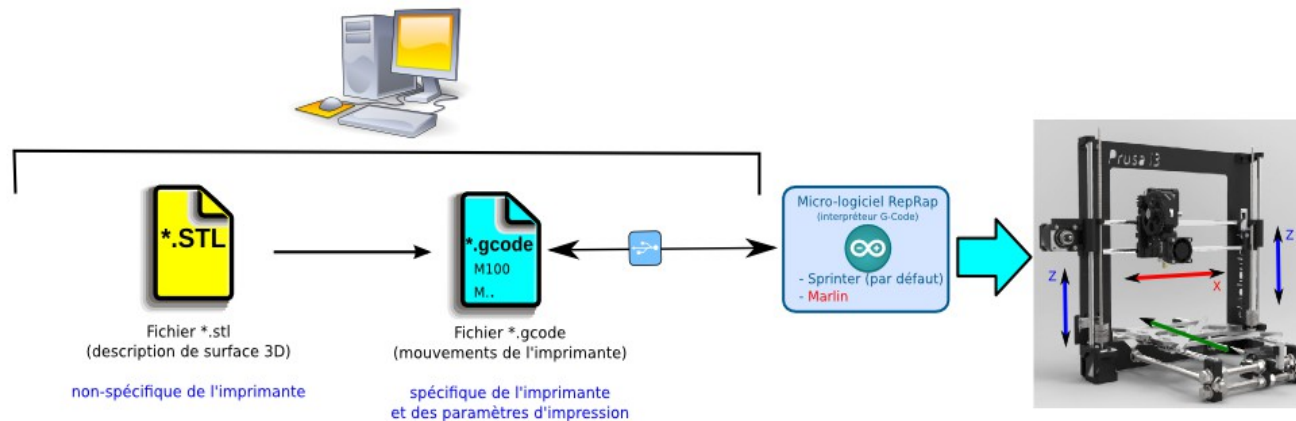 *.STL
Fichier *.stl
(description de surface 3D)
non-spécifique de l'imprimante
*.gcode
M100
M..
Fichier *.gcode
(mouvements de l'imprimante)
spécifique de l'imprimante
et des paramètres d'impression
Micro-logiciel RepRap
(interpréteur G-Code)
- Sprinter (par défaut)
- Marlin
Prusa i3
Z
X
Z